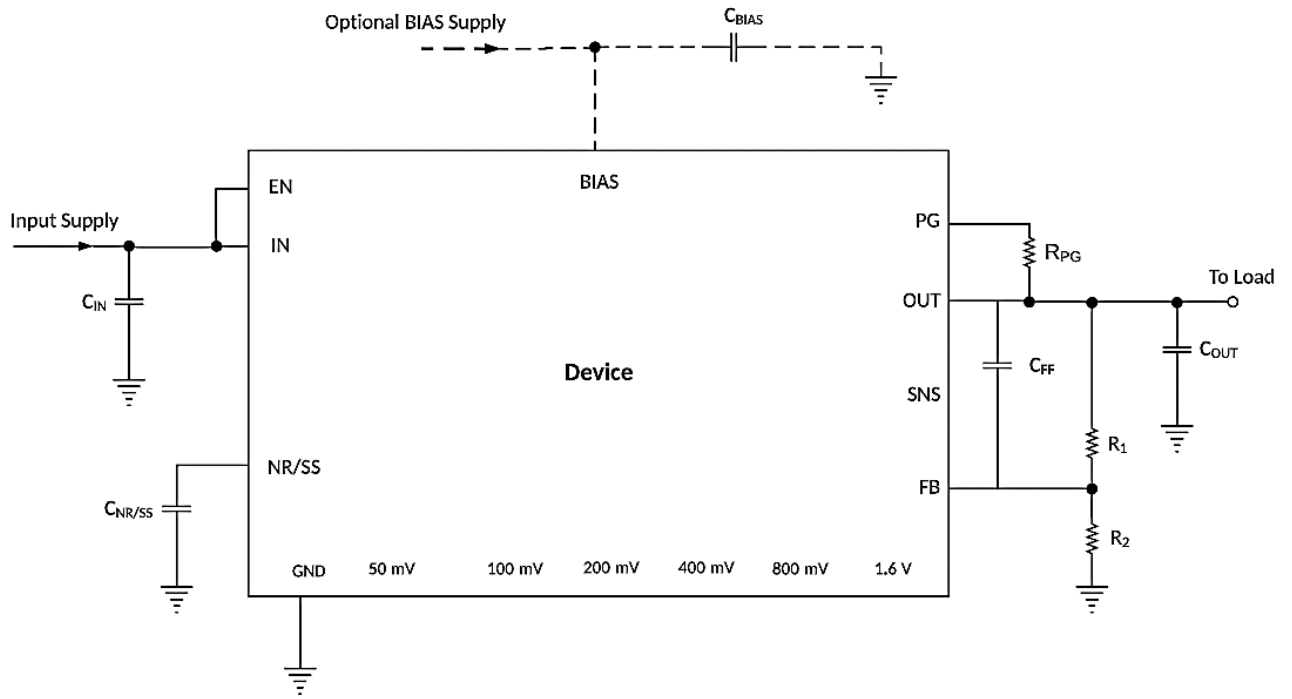 Optional BIAS Supply
C_BIAS
EN
BIAS
Input Supply
IN
PG
R_PG
C_IN
OUT
To Load
Device
C_FF
C_OUT
SNS
R_1
NR/SS
FB
C_NR/SS
R_2
GND 50 mV 100 mV 200 mV 400 mV 800 mV 1.6 V